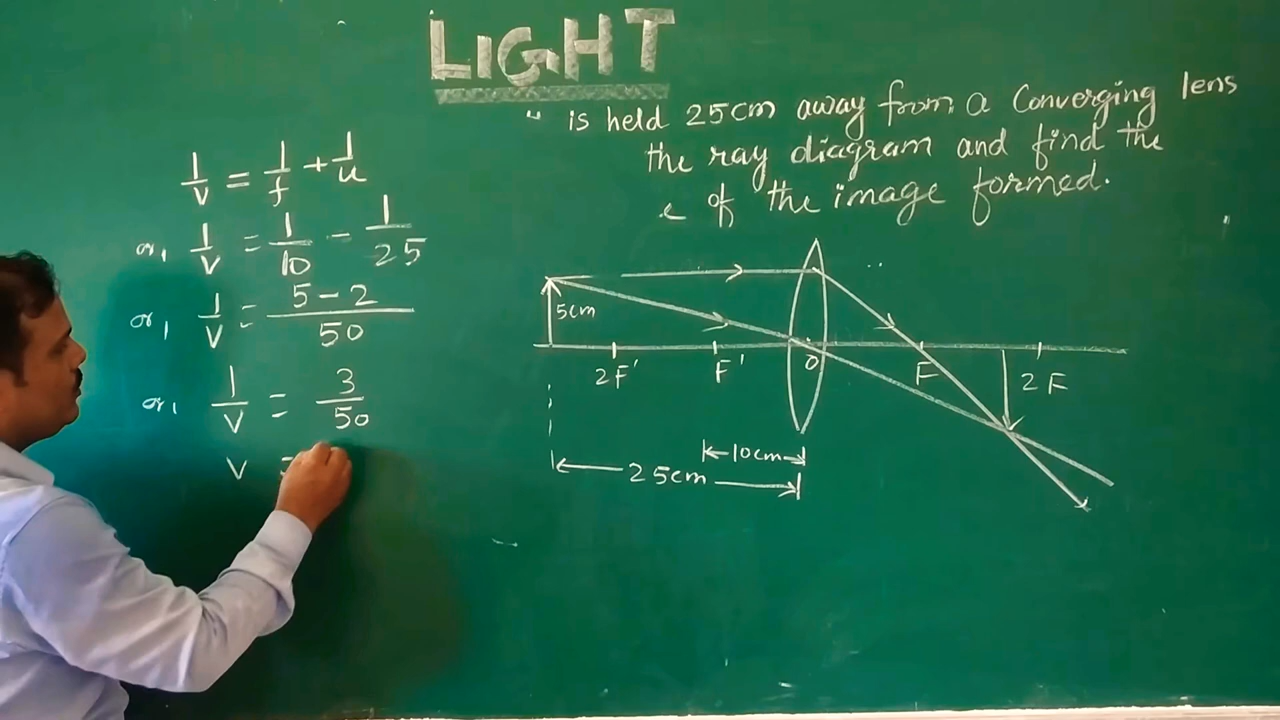 LIGHT
is held 25cm away from a Converging lens
the ray diagram and find the
of the image formed.
1/v = 1/f + 1/u
or, 1/v = 1/10 - 1/25
or, 1/v = 5-2/50
or, 1/v = 3/50
v =
5cm
2F' F' O F 2F
10cm
25cm